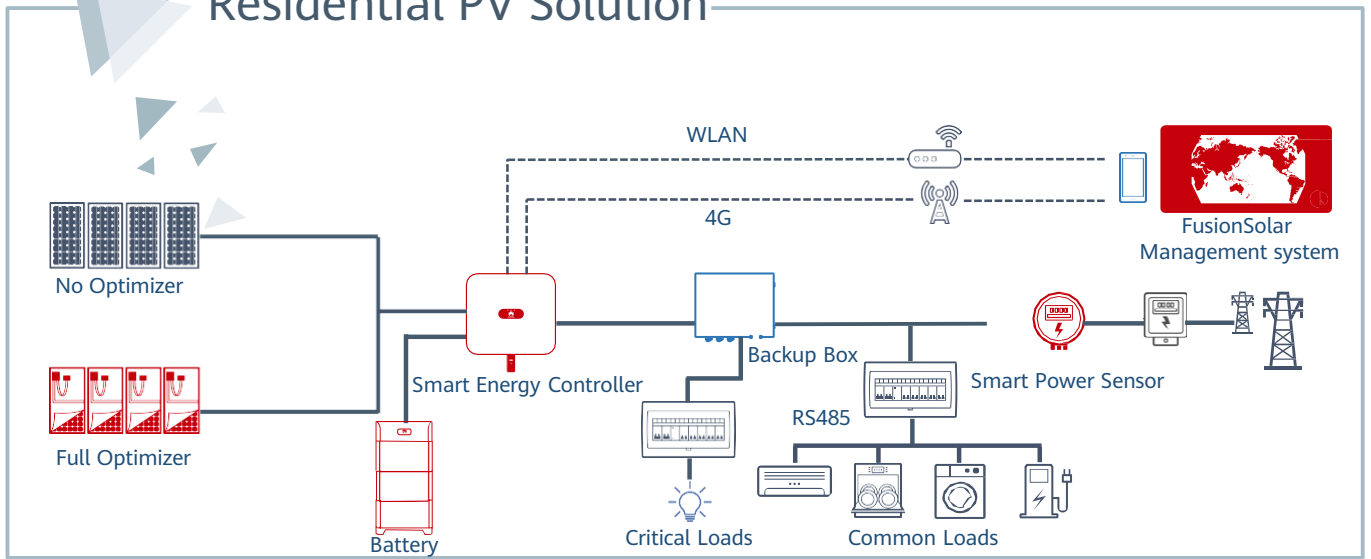 Residential PV Solution
WLAN
4G
FusionSolar
Management system
No Optimizer
Backup Box
Smart Energy Controller
Smart Power Sensor
RS485
Full Optimizer
Battery
Critical Loads
Common Loads